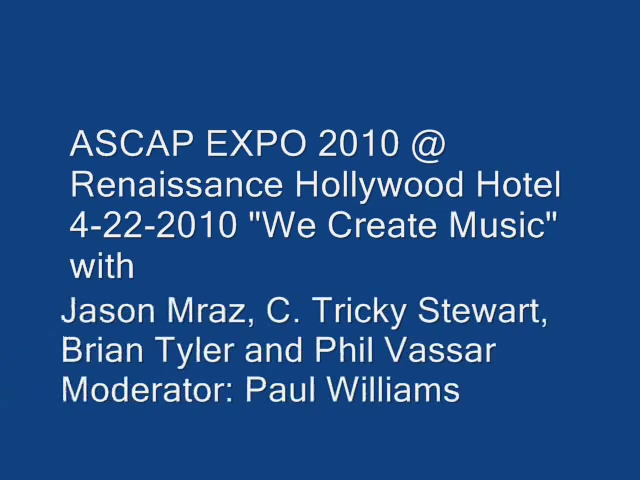 ASCAP EXPO 2010 @
Renaissance Hollywood Hotel
4-22-2010 "We Create Music"
with
Jason Mraz, C. Tricky Stewart,
Brian Tyler and Phil Vassar
Moderator: Paul Williams